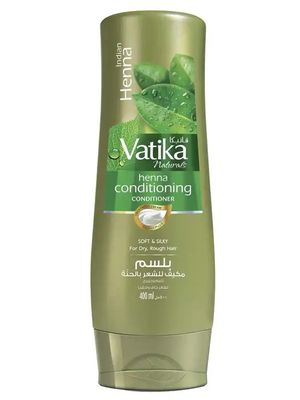 Indian
Henna
فاتيكا
Vatika
Naturals
henna
conditioning
CONDITIONER
SOFT & SILKY
For Dry, Rough Hair
بلسم
مكيف للشعر بالحنة
400 ml